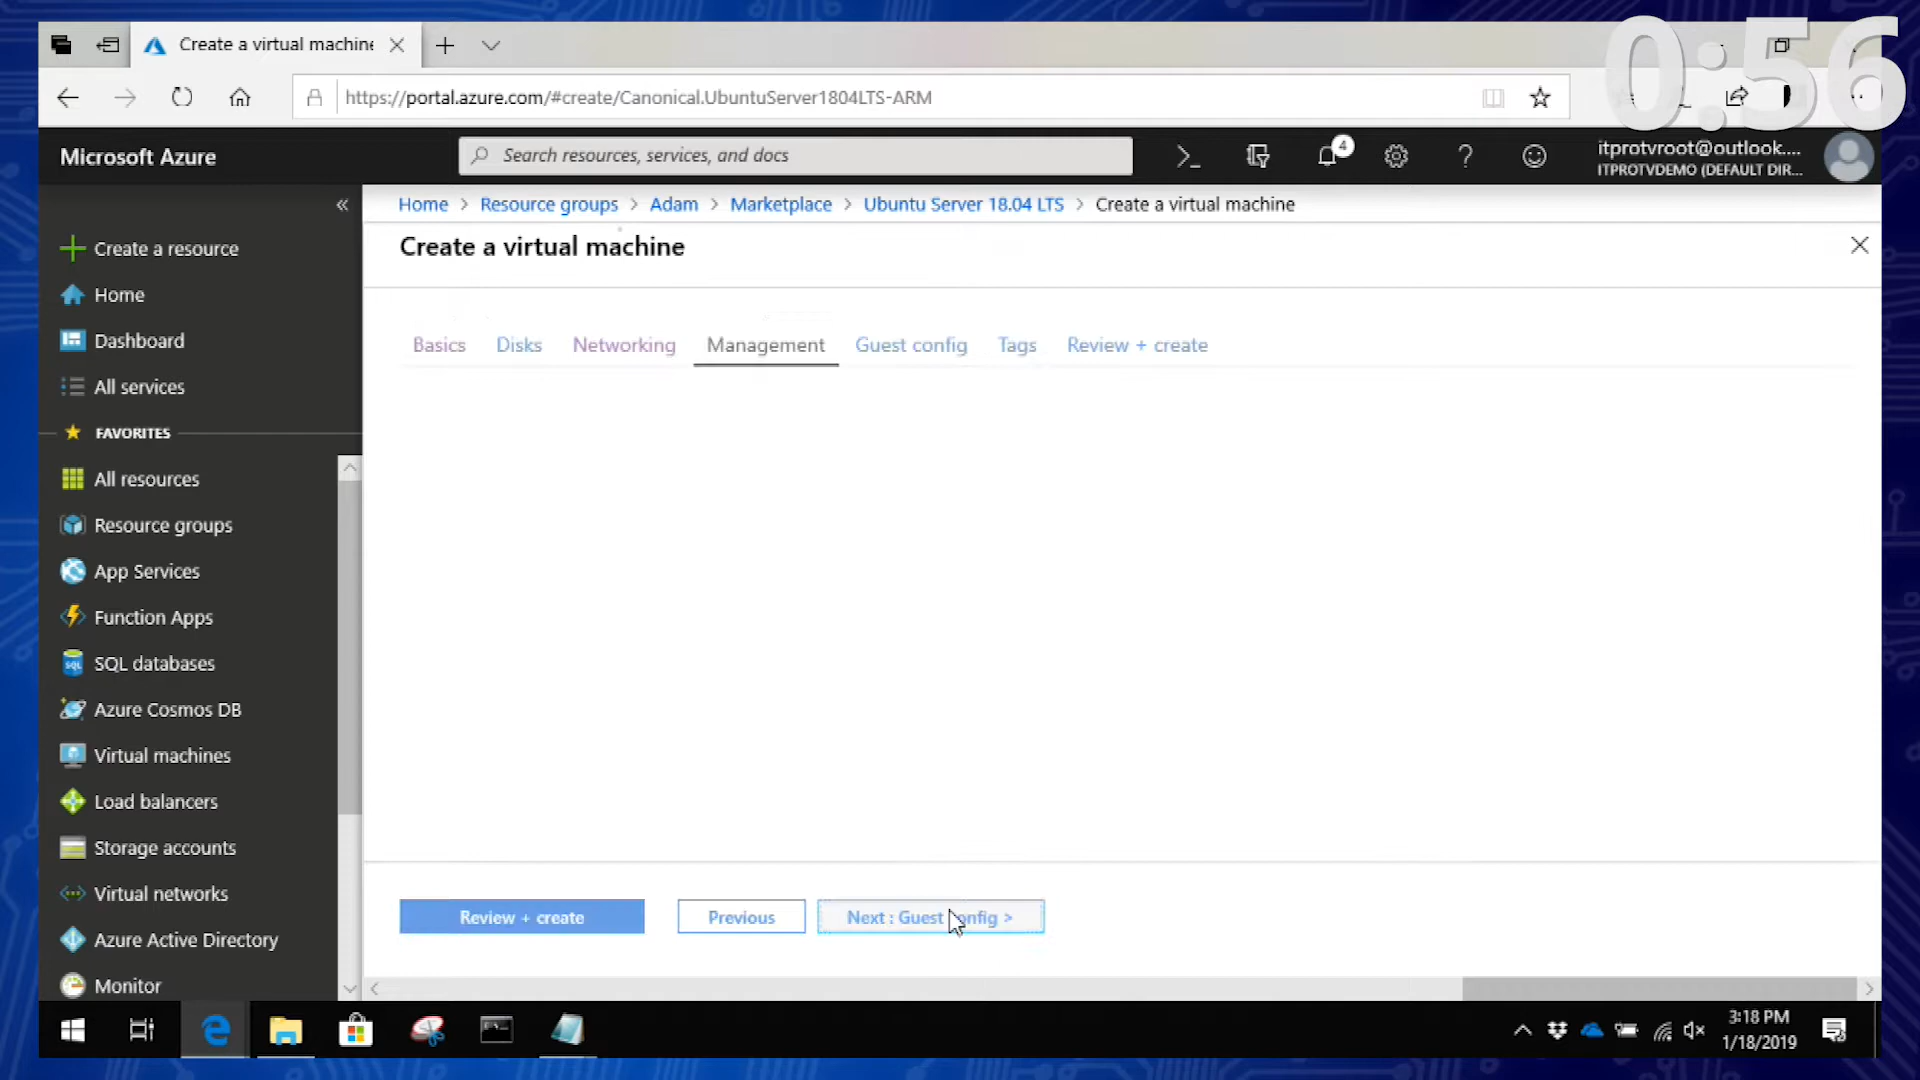 Create a virtual machine
0:56
https://portal.azure.com/#create/Canonical.UbuntuServer1804LTS-ARM
Microsoft Azure
Search resources, services, and docs
4
itprotvroot@outlook....
ITPROTVDEMO (DEFAULT DIR...
Home > Resource groups > Adam > Marketplace > Ubuntu Server 18.04 LTS > Create a virtual machine
Create a virtual machine
Create a resource
Home
Dashboard
All services
FAVORITES
All resources
Resource groups
App Services
Function Apps
SQL
SQL databases
Azure Cosmos DB
Virtual machines
Load balancers
Storage accounts
Virtual networks
Azure Active Directory
Monitor
Basics Disks Networking Management Guest config Tags Review + create
Review + create
Previous
Next : Guest config >
3:18 PM
1/18/2019